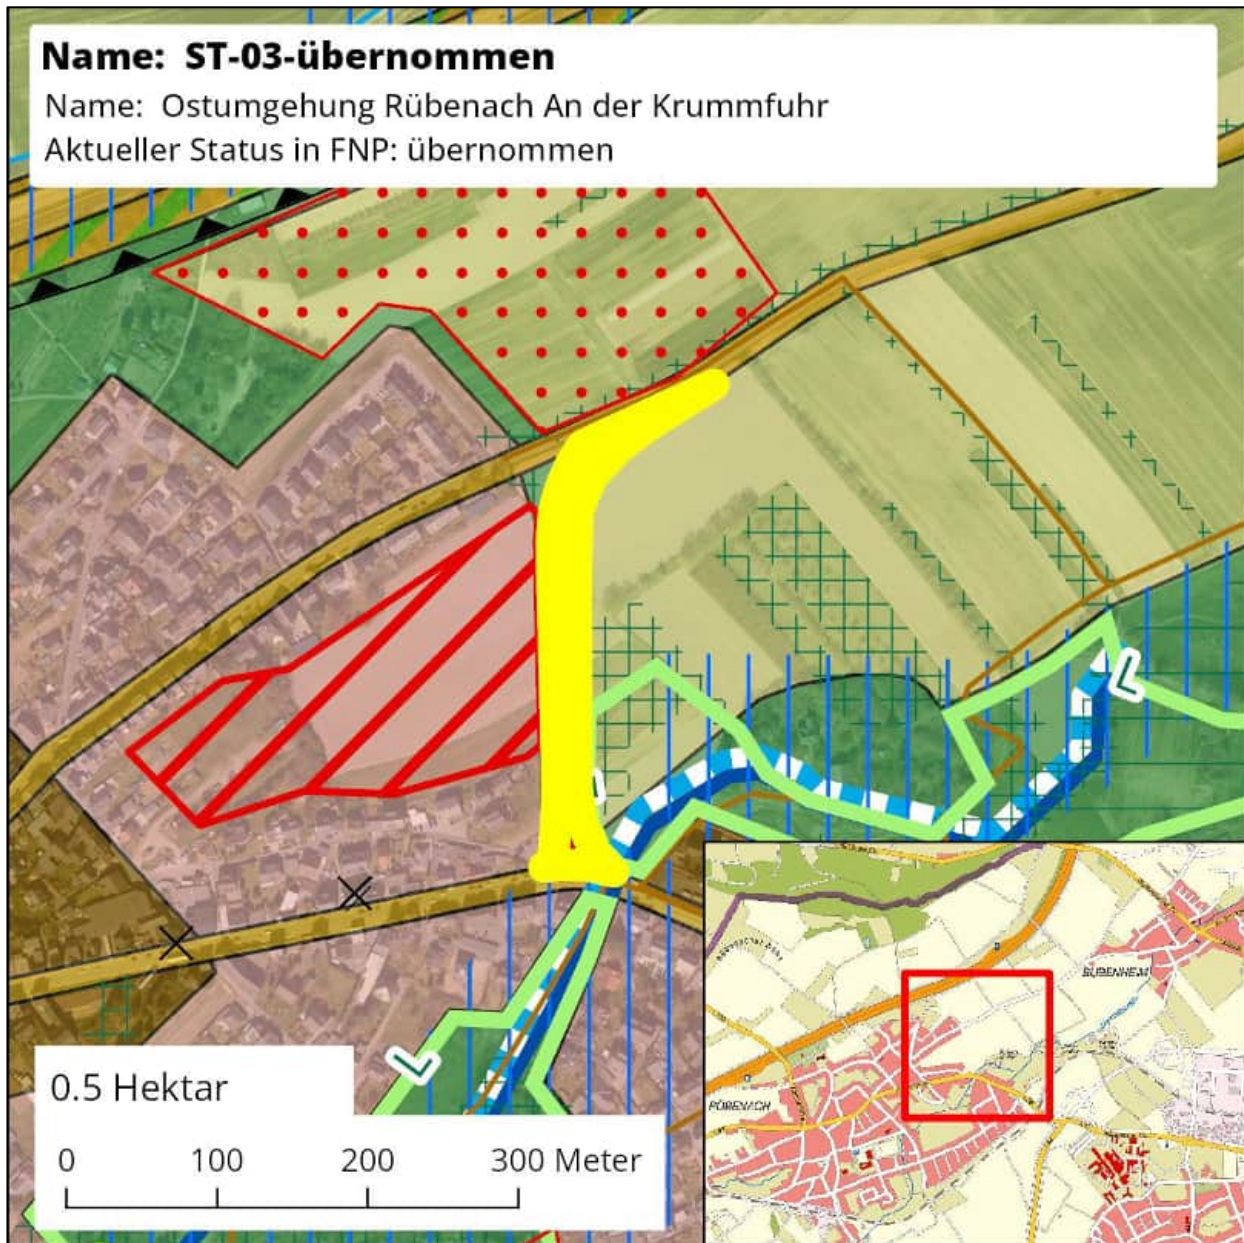 Name: ST-03-übernommen
Name: Ostumgehung Rübenach An der Krummfuhr
Aktueller Status in FNP: übernommen
L
L
0.5 Hektar
0 100 200 300 Meter
BUBENHEIM
RÜBENACH